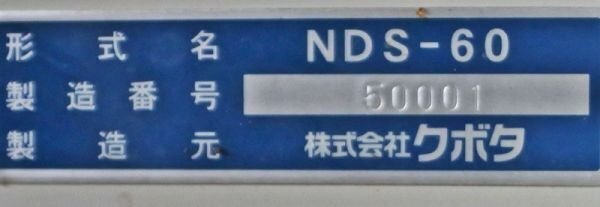 形式名 NDS-60
製造番号 50001
製造元 株式会社クボタ